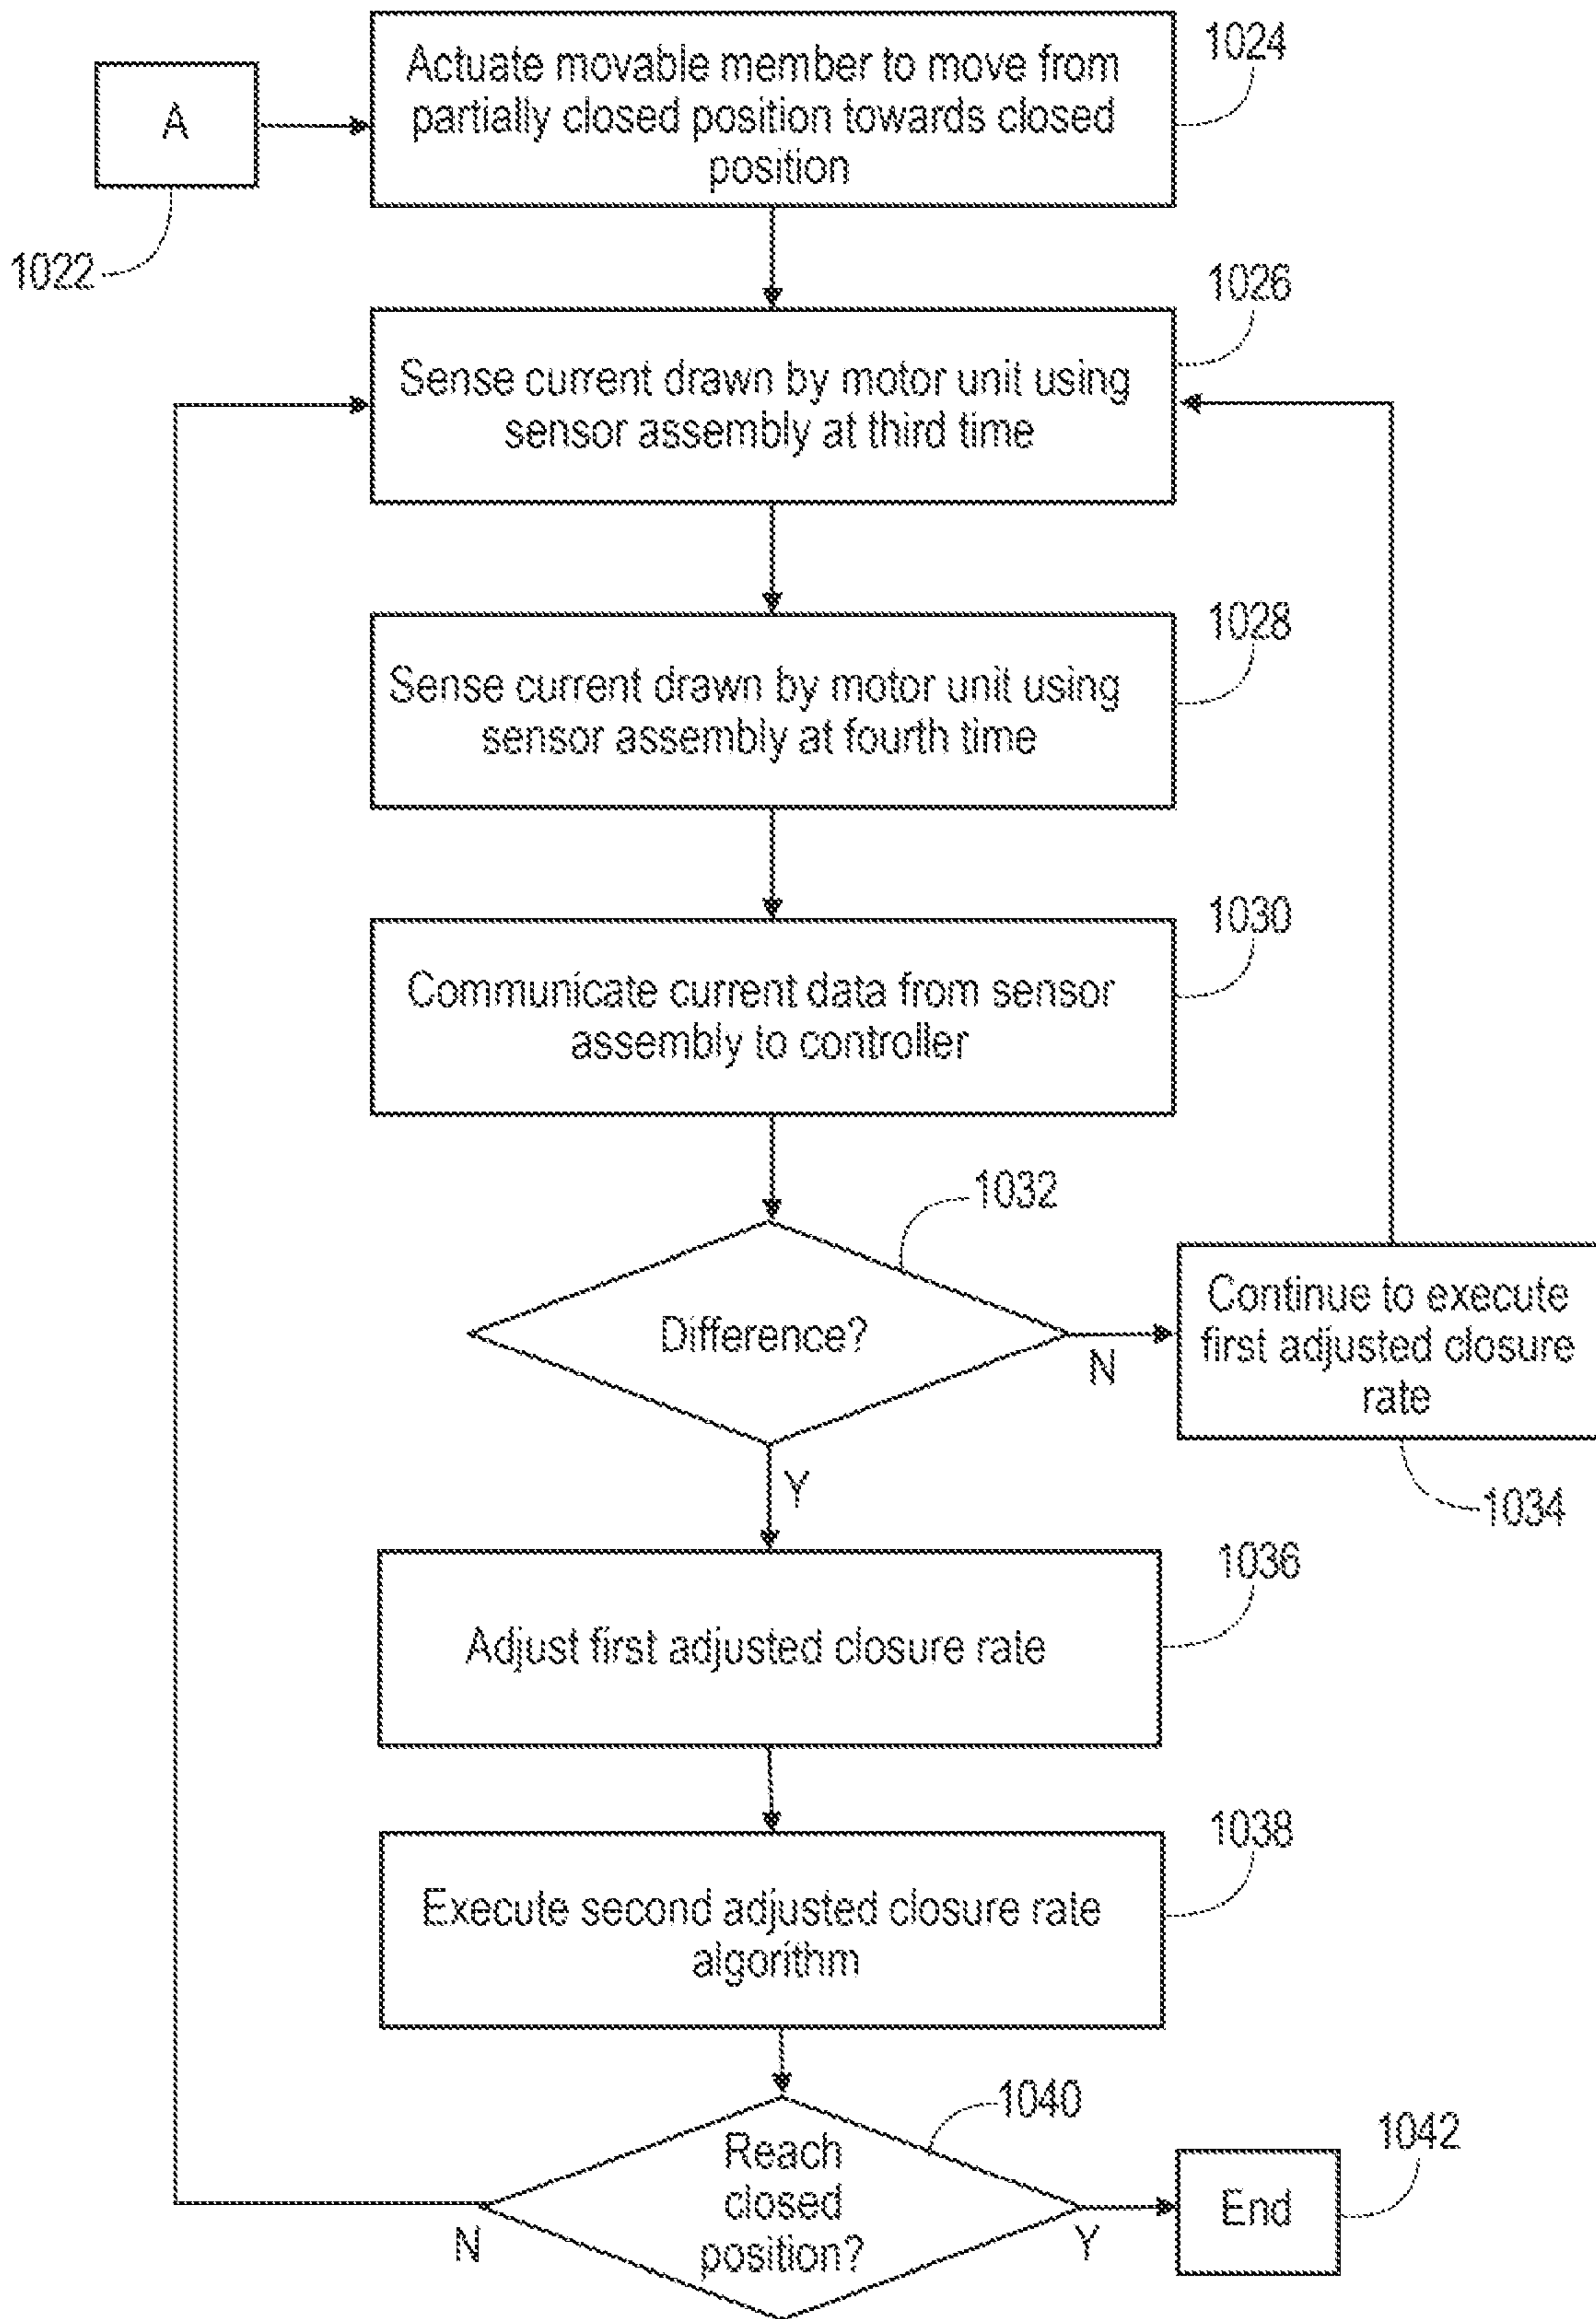 A
1022
Actuate movable member to move from
partially closed position towards closed
position
1024
Sense current drawn by motor unit using
sensor assembly at third time
1026
Sense current drawn by motor unit using
sensor assembly at fourth time
1028
Communicate current data from sensor
assembly to controller
1030
Difference?
1032
N
Continue to execute
first adjusted closure
rate
1034
Y
Adjust first adjusted closure rate
1036
Execute second adjusted closure rate
algorithm
1038
Reach
closed
position?
1040
N
Y
End
1042